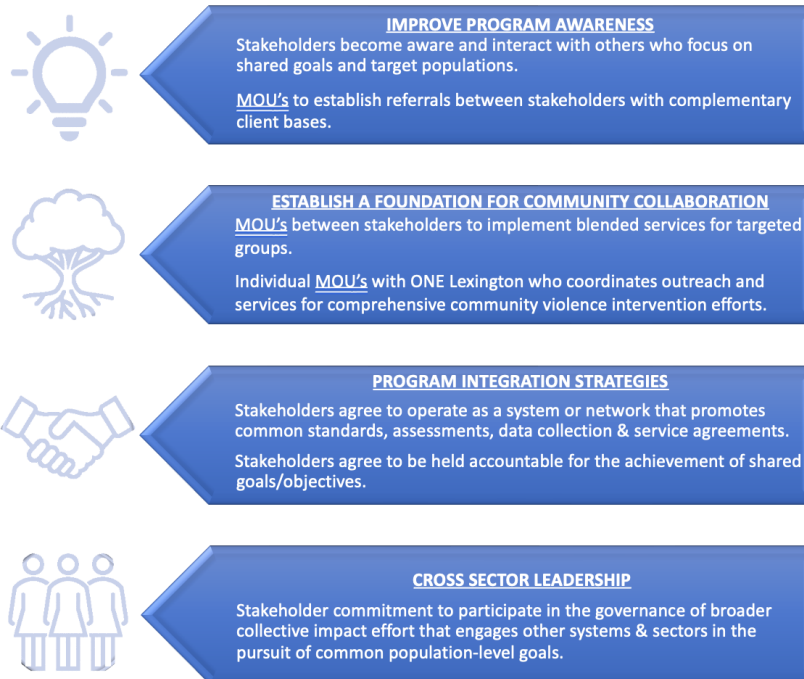 IMPROVE PROGRAM AWARENESS
Stakeholders become aware and interact with others who focus on
shared goals and target populations.
MOU's to establish referrals between stakeholders with complementary
client bases.
ESTABLISH A FOUNDATION FOR COMMUNITY COLLABORATION
MOU's between stakeholders to implement blended services for targeted
groups.
Individual MOU's with ONE Lexington who coordinates outreach and
services for comprehensive community violence intervention efforts.
PROGRAM INTEGRATION STRATEGIES
Stakeholders agree to operate as a system or network that promotes
common standards, assessments, data collection & service agreements.
Stakeholders agree to be held accountable for the achievement of shared
goals/objectives.
CROSS SECTOR LEADERSHIP
Stakeholder commitment to participate in the governance of broader
collective impact effort that engages other systems & sectors in the
pursuit of common population-level goals.